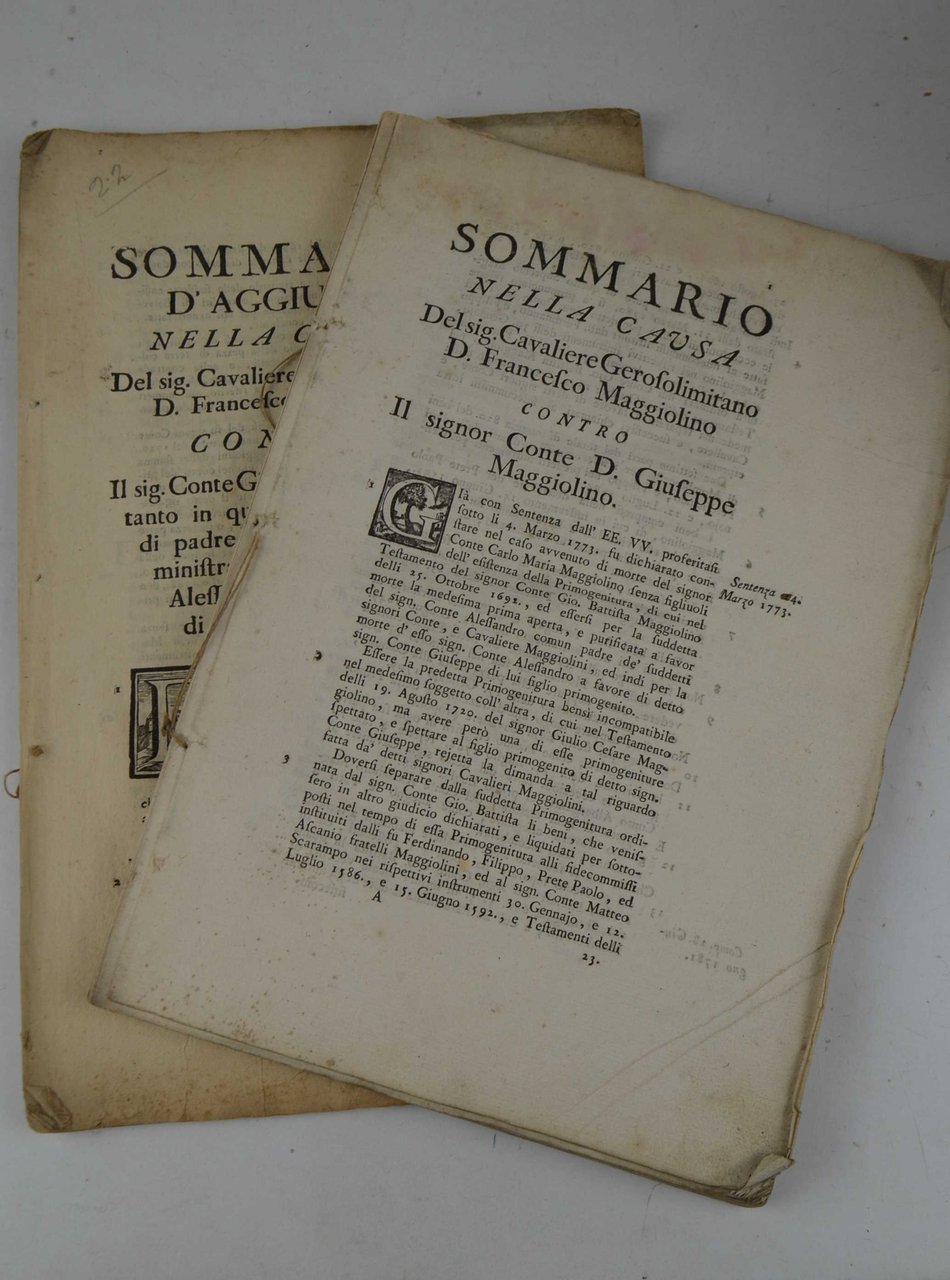 2.2
SOMMA
D'AGGIU
NELLA C
Del sig. Cavaliere
D. Franceſco
CON
Il sig. Conte G
tanto in qu
di padre
miniſtr
Aleſſ
di
1
2
SOMMARIO
NELLA CAVSA
Del sig. Cavaliere Geroſolimitano
D. Franceſco Maggiolino
CONTRO
Il signor Conte D. Giuſeppe
Maggiolino.
1 GIà con Sentenza dall' EE. VV. proferitaſi
ſotto li 4. Marzo 1773. fu dichiarato con-
ſtare nel caſo avvenuto di morte del signor
Conte Carlo Maria Maggiolino ſenza figliuoli
dell' eſiſtenza della Primogenitura, di cui nel
Teſtamento del signor Conte Gio. Battiſta Maggiolino
delli 25. Ottobre 1692., ed eſſerſi per la ſuddetta
morte la medeſima prima aperta, e purificata a favor
del sign. Conte Aleſſandro comun padre de' ſuddetti
signori Conte, e Cavaliere Maggiolini, ed indi per la
morte d'eſſo sign. Conte Aleſſandro a favore di detto
sign. Conte Giuſeppe di lui figlio primogenito.
Sentenza 4.
Marzo 1773.
2 Eſſere la predetta Primogenitura bensì incompatibile
nel medeſimo ſoggetto coll' altra, di cui nel Teſtamento
delli 19. Agoſto 1720. del signor Giulio Ceſare Mag-
giolino, ma avere però una di eſſe primogeniture
ſpettato, e ſpettare al figlio primogenito di detto sign.
Conte Giuſeppe, rejetta la dimanda a tal riguardo
fatta da' detti signori Cavalieri Maggiolini.
3 Doverſi ſeparare dalla ſuddetta Primogenitura ordi-
nata dal sign. Conte Gio. Battiſta li beni, che veniſ-
ſero in altro giudicio dichiarati, e liquidati per ſotto-
poſti nel tempo di eſſa Primogenitura alli fidecommiſſi
inſtituiti dalli fu Ferdinando, Filippo, Prete Paolo, ed
Aſcanio fratelli Maggiolini, ed al sign. Conte Matteo
Scarampo nei riſpettivi inſtrumenti 30. Gennajo, e 12.
Luglio 1586., e 15. Giugno 1592., e Teſtamenti delli
A
23.